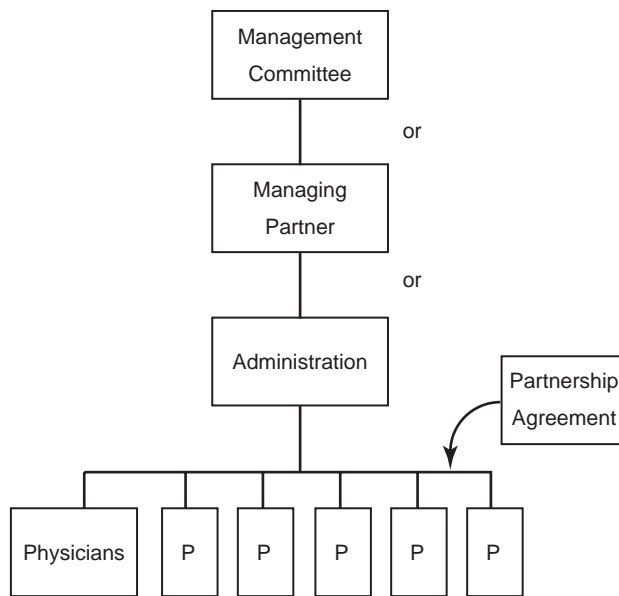 Management
Committee
or
Managing
Partner
or
Administration
Partnership
Agreement
Physicians
P
P
P
P
P